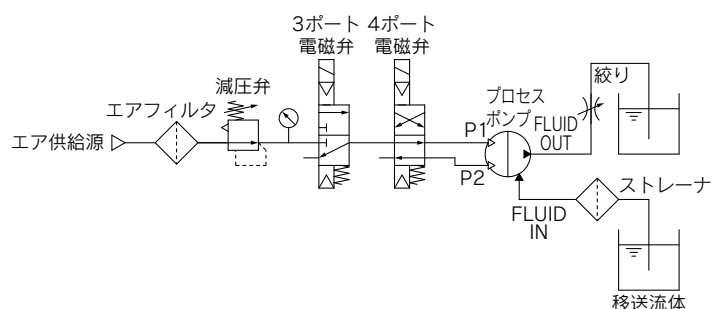 3ポート
電磁弁
4ポート
電磁弁
減圧弁
エアフィルタ
エア供給源
プロセス
ポンプ
P1
P2
FLUID
OUT
FLUID
IN
絞り
ストレーナ
移送流体